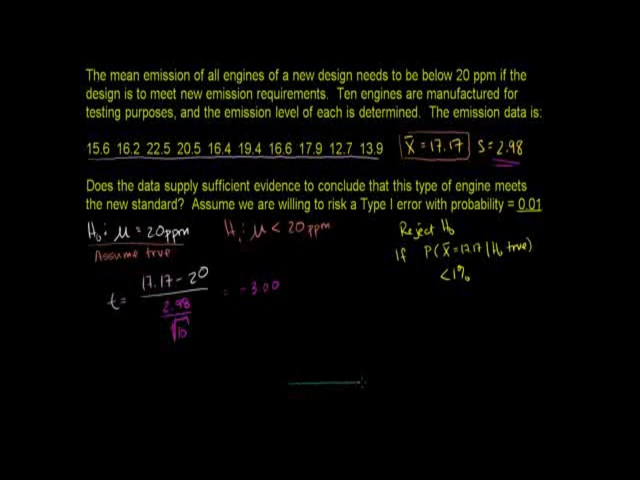 The mean emission of all engines of a new design needs to be below 20 ppm if the
design is to meet new emission requirements. Ten engines are manufactured for
testing purposes, and the emission level of each is determined. The emission data is:
15.6 16.2 22.5 20.5 16.4 19.4 16.6 17.9 12.7 13.9 X̄ = 17.17 S = 2.98
Does the data supply sufficient evidence to conclude that this type of engine meets
the new standard? Assume we are willing to risk a Type I error with probability = 0.01
H₀: μ = 20ppm H₁: μ < 20ppm
Assume true
Reject H₀
If P(X̄=17.17 | H₀ true)
<1%
t = (17.17 - 20) / (2.98 / √10) = -3.00